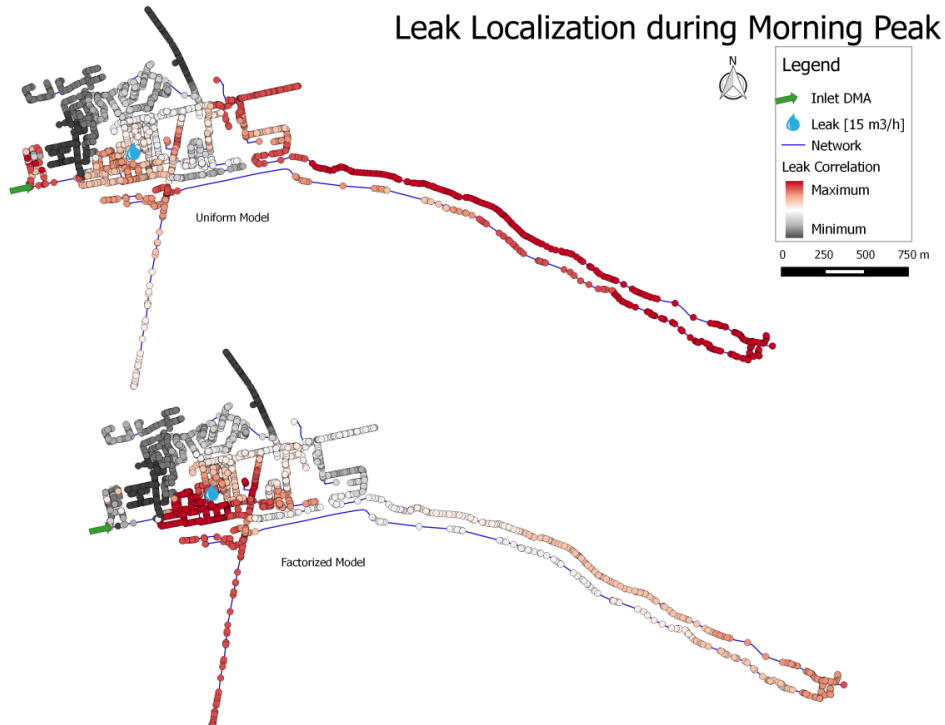 Leak Localization during Morning Peak
N
Legend
Inlet DMA
Leak [15 m3/h]
Network
Leak Correlation
Maximum
Minimum
0 250 500 750 m
Uniform Model
Factorized Model